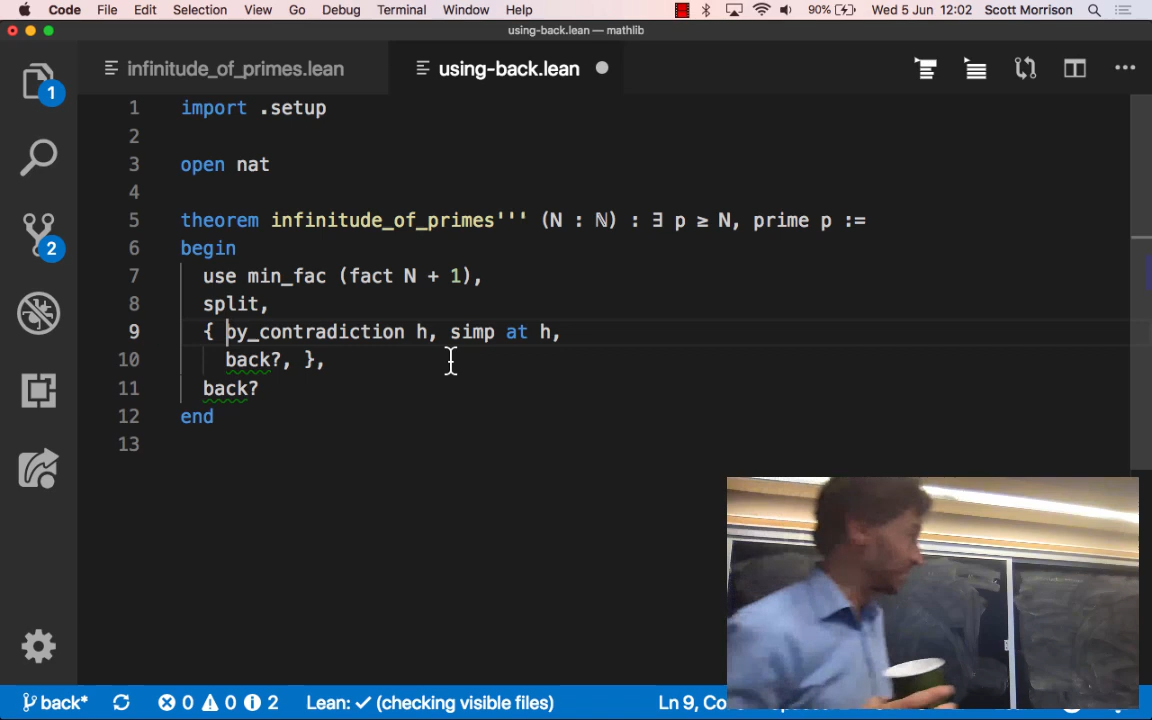 Code File Edit Selection View Go Debug Terminal Window Help 90% Wed 5 Jun 12:02 Scott Morrison
using-back.lean — mathlib
infinitude_of_primes.lean using-back.lean
1 import .setup
2
3 open nat
4
5 theorem infinitude_of_primes''' (N : ℕ) : ∃ p ≥ N, prime p :=
6 begin
7 use min_fac (fact N + 1),
8 split,
9 { by_contradiction h, simp at h,
10 back?, },
11 back?
12 end
13
1
2
back* 0 0 2 Lean: ✓ (checking visible files) Ln 9,